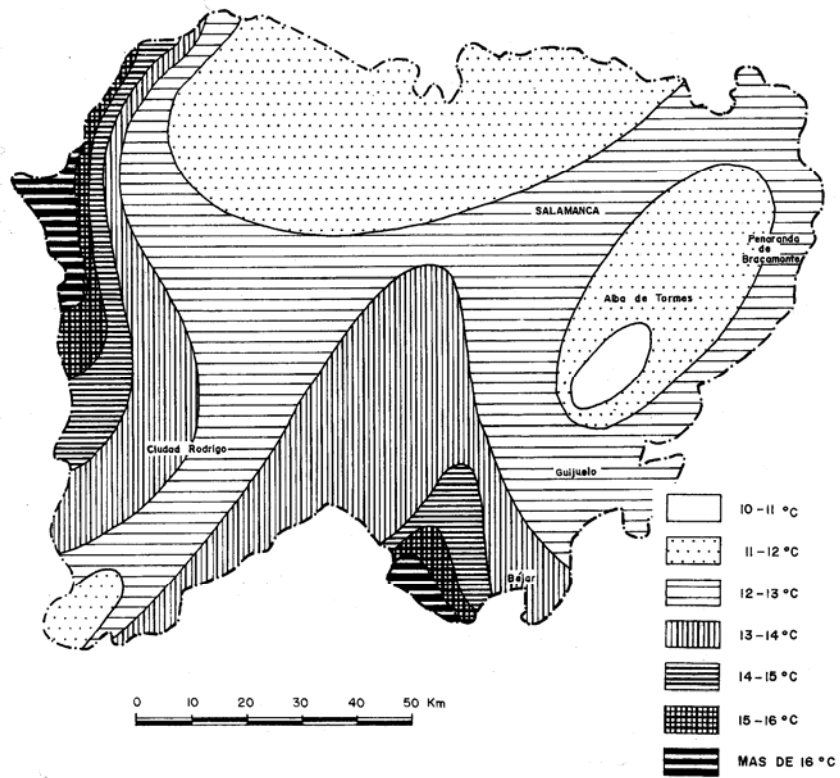 SALAMANCA
Penaranda
de
Bracamonte
Alba de Tormes
Ciudad Rodrigo
Guijuelo
Béjar
10-11 °C
11-12 °C
12-13 °C
13-14 °C
14-15 °C
15-16 °C
MAS DE 16 °C
0 10 20 30 40 50 Km